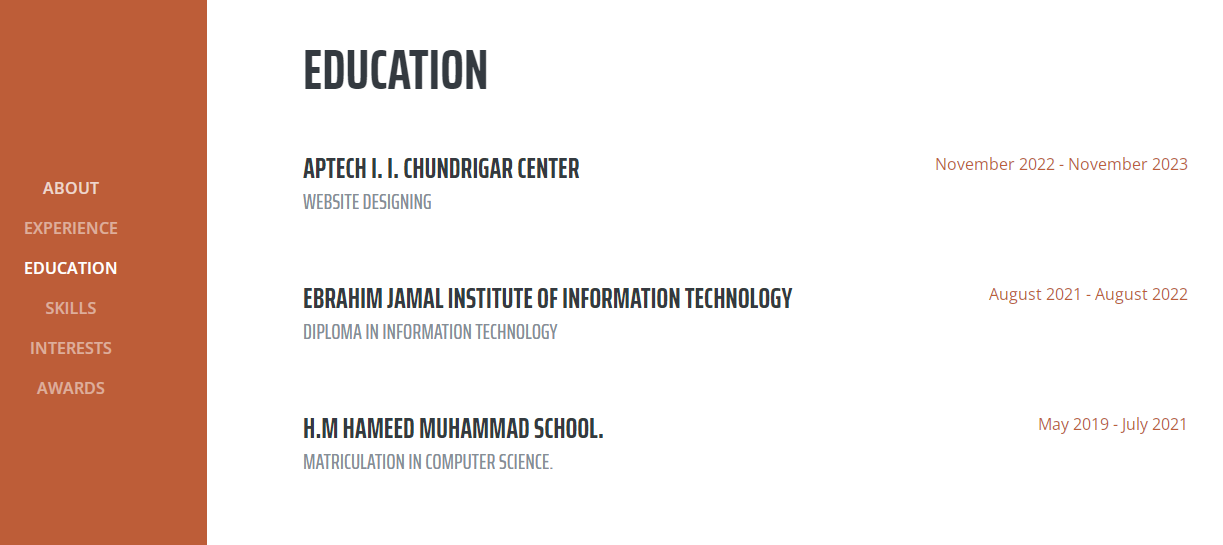 ABOUT
EXPERIENCE
EDUCATION
SKILLS
INTERESTS
AWARDS
EDUCATION
APTECH I. I. CHUNDRIGAR CENTER
November 2022 - November 2023
WEBSITE DESIGNING
EBRAHIM JAMAL INSTITUTE OF INFORMATION TECHNOLOGY
August 2021 - August 2022
DIPLOMA IN INFORMATION TECHNOLOGY
H.M HAMEED MUHAMMAD SCHOOL.
May 2019 - July 2021
MATRICULATION IN COMPUTER SCIENCE.